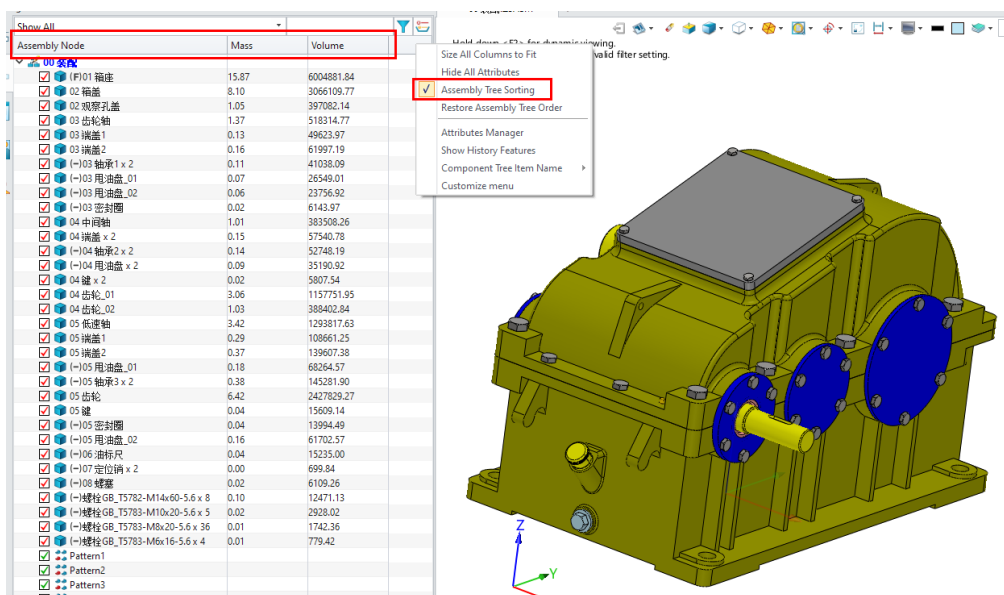 Show All
Assembly Node Mass Volume
00 装配
(F)01 箱座 15.87 6004881.84
02 箱盖 8.10 3066109.77
02 观察孔盖 1.05 397082.14
03 齿轮轴 1.37 518314.77
03 端盖1 0.13 49623.97
03 端盖2 0.16 61997.19
(-)03 轴承1 x 2 0.11 41038.09
(-)03 甩油盘_01 0.07 26549.01
(-)03 甩油盘_02 0.06 23756.92
(-)03 密封圈 0.02 6143.97
04 中间轴 1.01 383508.26
04 端盖 x 2 0.15 57540.78
(-)04 轴承2 x 2 0.14 52748.19
(-)04 甩油盘 x 2 0.09 35190.92
04 键 x 2 0.02 5807.54
04 齿轮_01 3.06 1157751.95
04 齿轮_02 1.03 388402.84
05 低速轴 3.42 1293817.63
05 端盖1 0.29 108661.25
05 端盖2 0.37 139607.38
(-)05 甩油盘_01 0.18 68264.57
(-)05 轴承3 x 2 0.38 145281.90
05 齿轮 6.42 2427829.27
05 键 0.04 15609.14
(-)05 密封圈 0.04 13994.49
(-)05 甩油盘_02 0.16 61702.57
(-)06 油标尺 0.04 15235.00
(-)07 定位销 x 2 0.00 699.84
(-)08 螺塞 0.02 6109.26
(-)螺栓GB_T5782-M14x60-5.6 x 8 0.10 12471.13
(-)螺栓GB_T5783-M10x20-5.6 x 5 0.02 2928.02
(-)螺栓GB_T5783-M8x20-5.6 x 36 0.01 1742.36
(-)螺栓GB_T5783-M6x16-5.6 x 4 0.01 779.42
Pattern1
Pattern2
Pattern3
Hold down <F2> for dynamic viewing.
valid filter setting.
Size All Columns to Fit
Hide All Attributes
Assembly Tree Sorting
Restore Assembly Tree Order
Attributes Manager
Show History Features
Component Tree Item Name
Customize menu
Z
Y